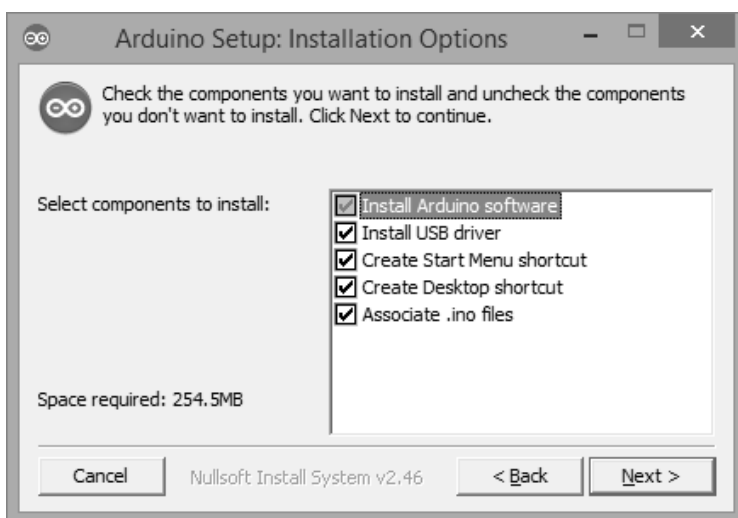 Arduino Setup: Installation Options
Check the components you want to install and uncheck the components
you don't want to install. Click Next to continue.
Select components to install:
Install Arduino software
Install USB driver
Create Start Menu shortcut
Create Desktop shortcut
Associate .ino files
Space required: 254.5MB
Cancel
Nullsoft Install System v2.46
< Back
Next >